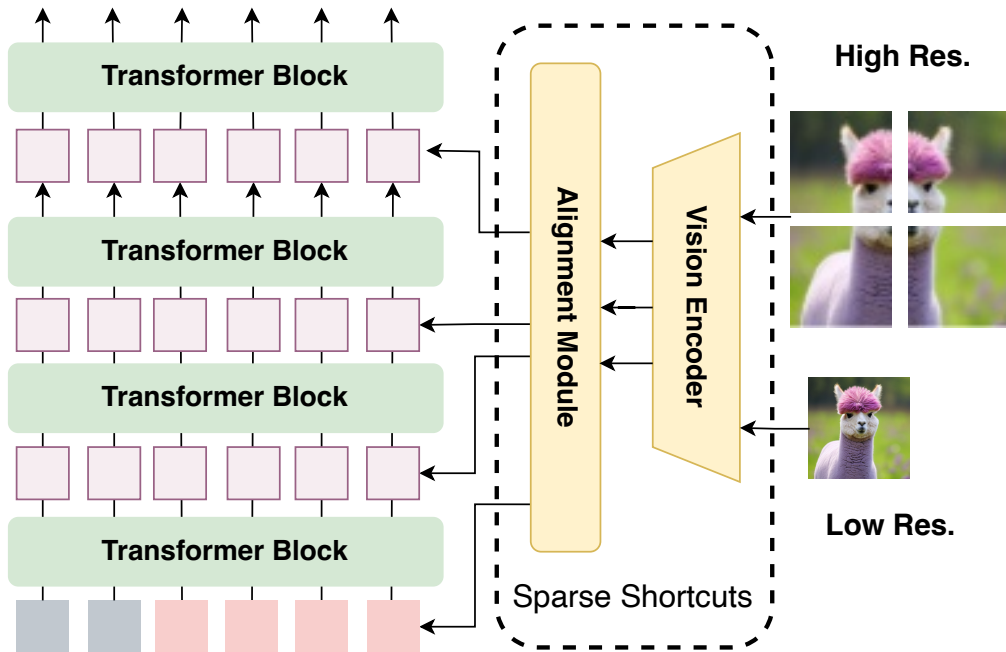 Transformer Block
Transformer Block
Transformer Block
Transformer Block
Alignment Module
Vision Encoder
Sparse Shortcuts
High Res.
Low Res.